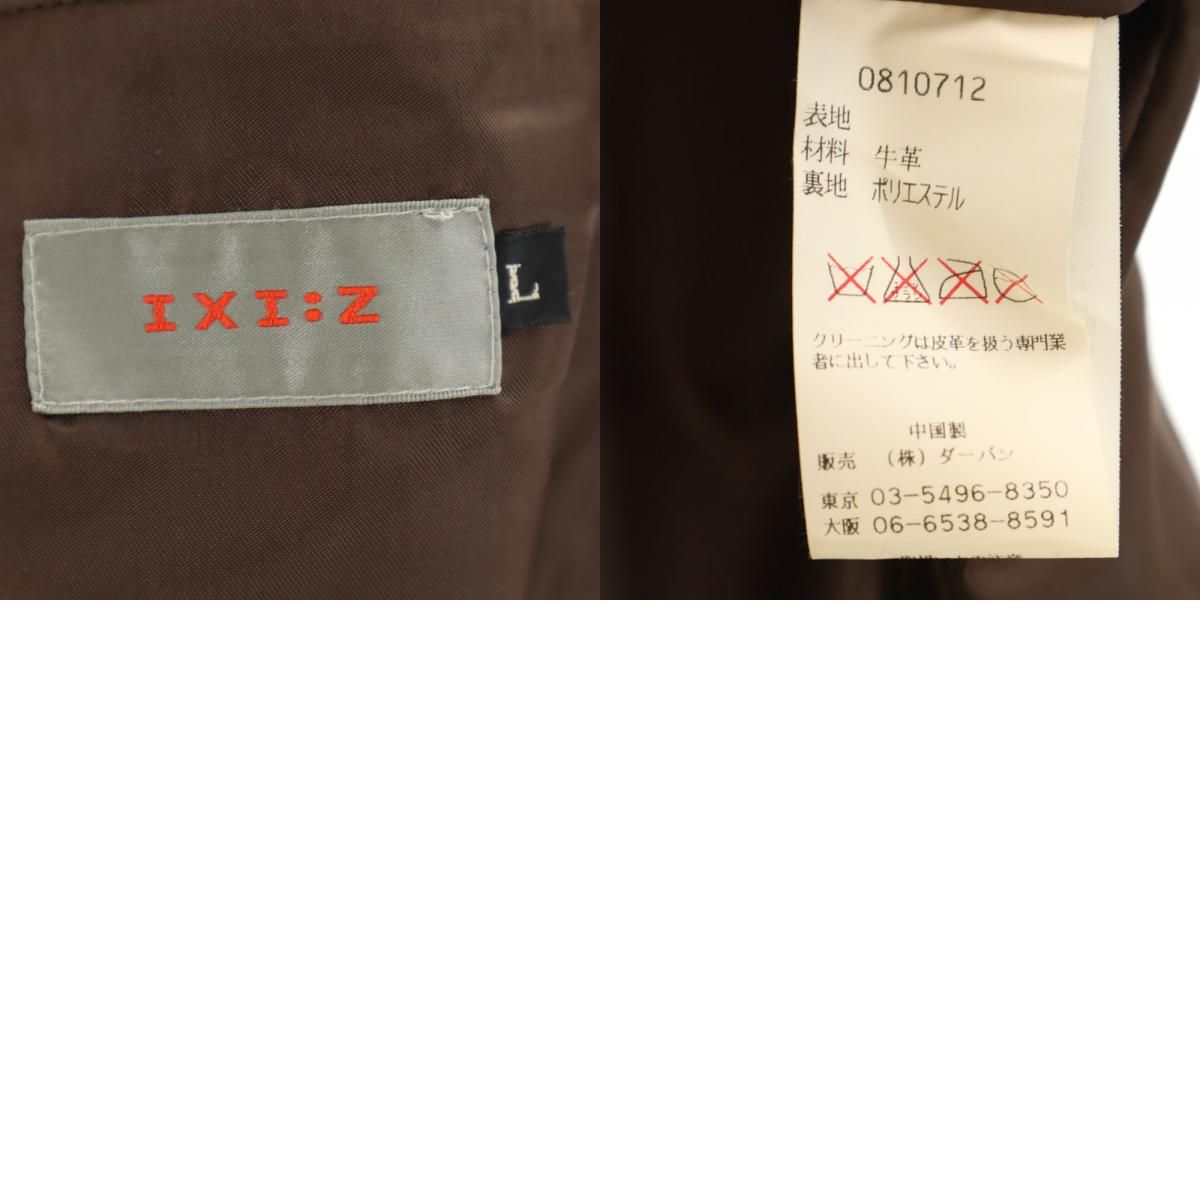 IXI:Z
L
0810712
表地
材料 牛革
裏地 ポリエステル
クリーニングは皮革を扱う専門業
者に出して下さい。
中国製
販売 (株)ダーバン
東京 03-5496-8350
大阪 06-6538-8591